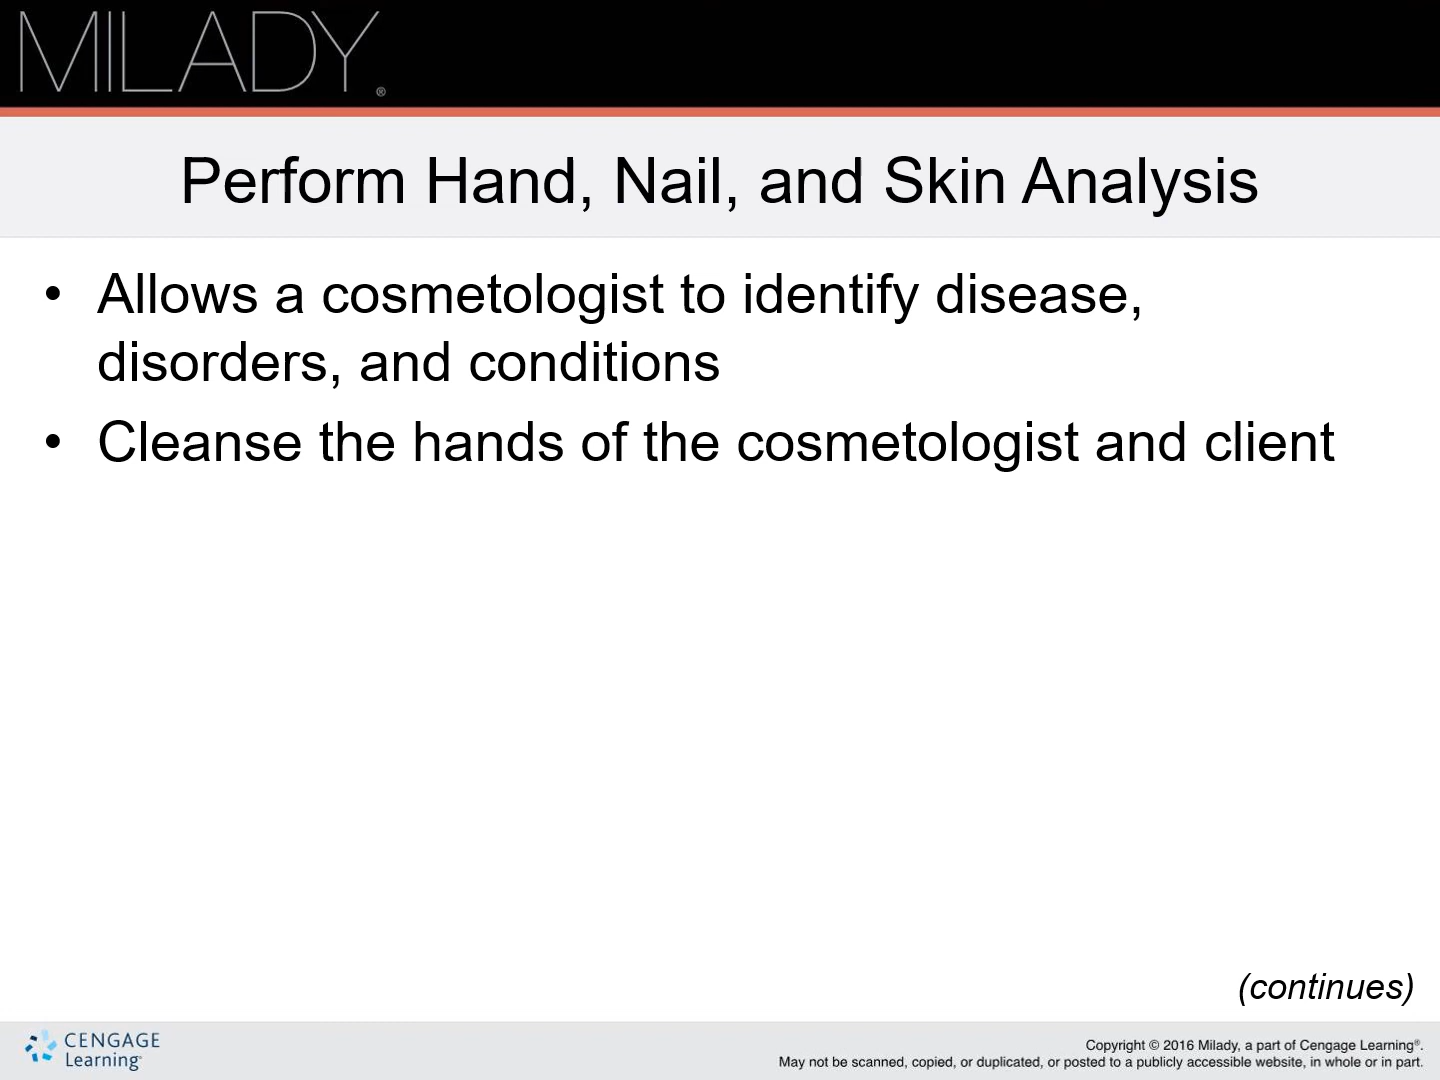 MILADY®
Perform Hand, Nail, and Skin Analysis
• Allows a cosmetologist to identify disease,
disorders, and conditions
• Cleanse the hands of the cosmetologist and client
(continues)
CENGAGE
Learning®
Copyright © 2016 Milady, a part of Cengage Learning®.
May not be scanned, copied, or duplicated, or posted to a publicly accessible website, in whole or in part.